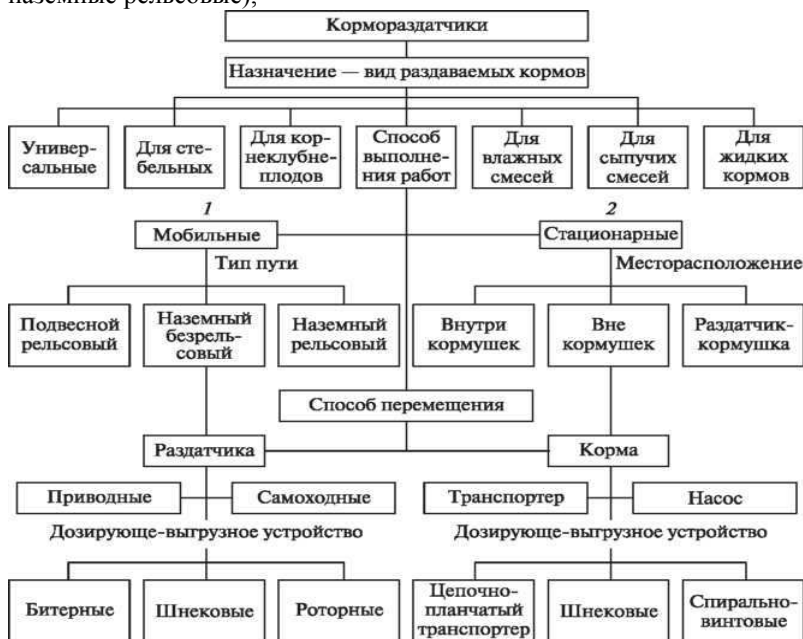 наземные рельсовые);
Кормораздатчики
Назначение — вид раздаваемых кормов
Универ-
сальные
Для сте-
бельных
Для кор-
неклубне-
плодов
Способ
выполне-
ния работ
Для
влажных
смесей
Для
сыпучих
смесей
Для
жидких
кормов
1
Мобильные
2
Стационарные
Тип пути
Месторасположение
Подвесной
рельсовый
Наземный
безрель-
совый
Наземный
рельсовый
Внутри
кормушек
Вне
кормушек
Раздатчик-
кормушка
Способ перемещения
Раздатчика
Корма
Приводные
Самоходные
Транспортер
Насос
Дозирующе-выгрузное устройство
Дозирующе-выгрузное устройство
Битерные
Шнековые
Роторные
Цепочно-
планчатый
транспортер
Шнековые
Спирально-
винтовые